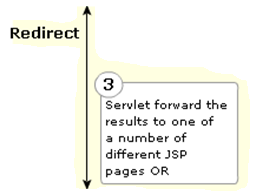 Redirect
3
Servlet forward the
results to one of
a number of
different JSP
pages OR